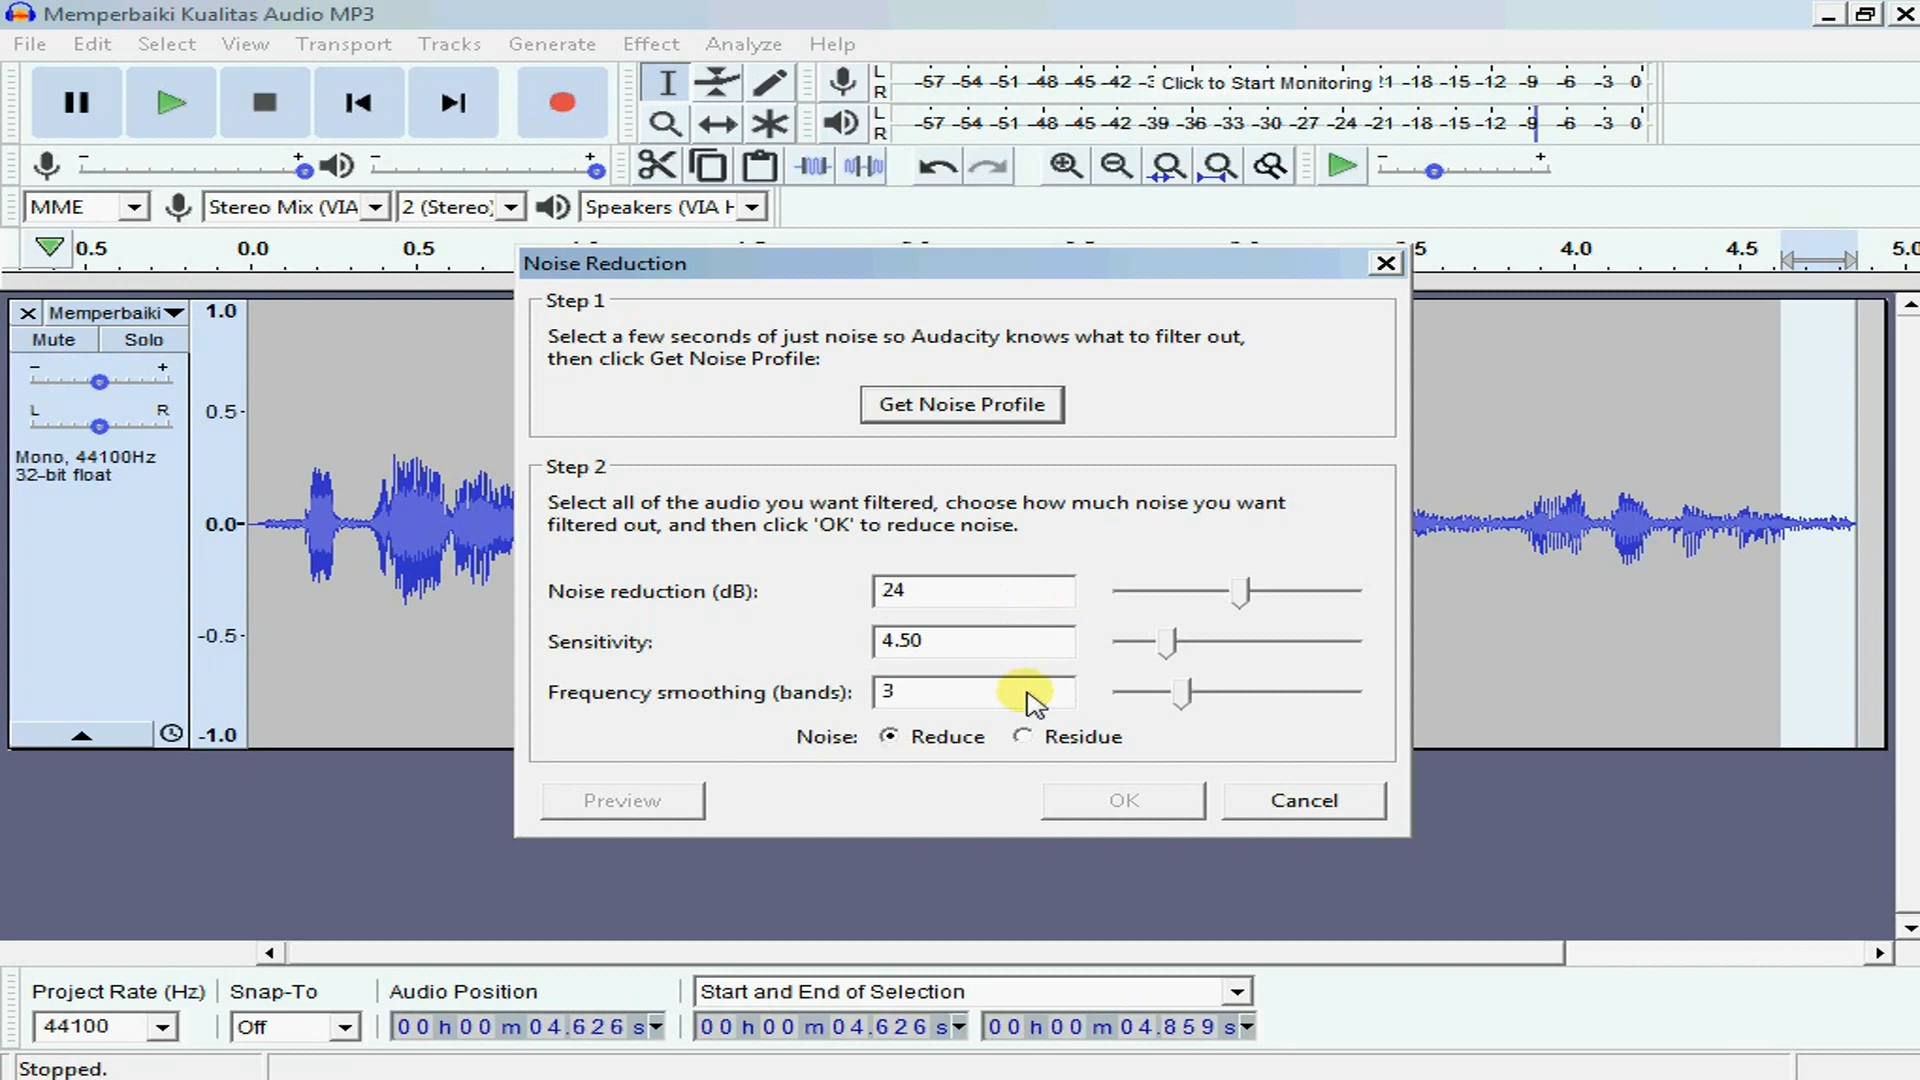 Memperbaiki Kualitas Audio MP3
File Edit Select View Transport Tracks Generate Effect Analyze Help
L
R
-57 -54 -51 -48 -45 -42 -3 Click to Start Monitoring !1 -18 -15 -12 -9 -6 -3 0
L
R
-57 -54 -51 -48 -45 -42 -39 -36 -33 -30 -27 -24 -21 -18 -15 -12 -9 -6 -3 0
- + - + - +
MME Stereo Mix (VIA 2 (Stereo) Speakers (VIA H
0.5 0.0 0.5 5 4.0 4.5 5.0
Noise Reduction
Step 1
Select a few seconds of just noise so Audacity knows what to filter out,
then click Get Noise Profile:
Get Noise Profile
Step 2
Select all of the audio you want filtered, choose how much noise you want
filtered out, and then click 'OK' to reduce noise.
Noise reduction (dB): 24
Sensitivity: 4.50
Frequency smoothing (bands): 3
Noise: Reduce Residue
Preview OK Cancel
Memperbaiki
Mute Solo
- +
L R
Mono, 44100Hz
32-bit float
1.0
0.5-
0.0-
-0.5-
-1.0
Project Rate (Hz) Snap-To Audio Position Start and End of Selection
44100 Off 00 h 00 m 04.626 s 00 h 00 m 04.626 s 00 h 00 m 04.859 s
Stopped.